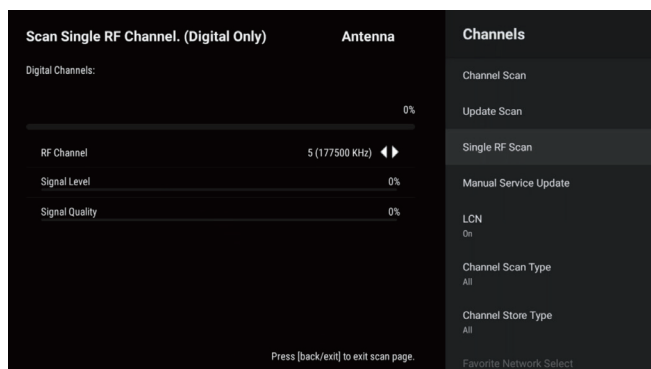 Scan Single RF Channel. (Digital Only)
Antenna
Digital Channels:
0%
RF Channel
5 (177500 KHz)
Signal Level
0%
Signal Quality
0%
Press [back/exit] to exit scan page.
Channels
Channel Scan
Update Scan
Single RF Scan
Manual Service Update
LCN
On
Channel Scan Type
All
Channel Store Type
All
Favorite Network Select